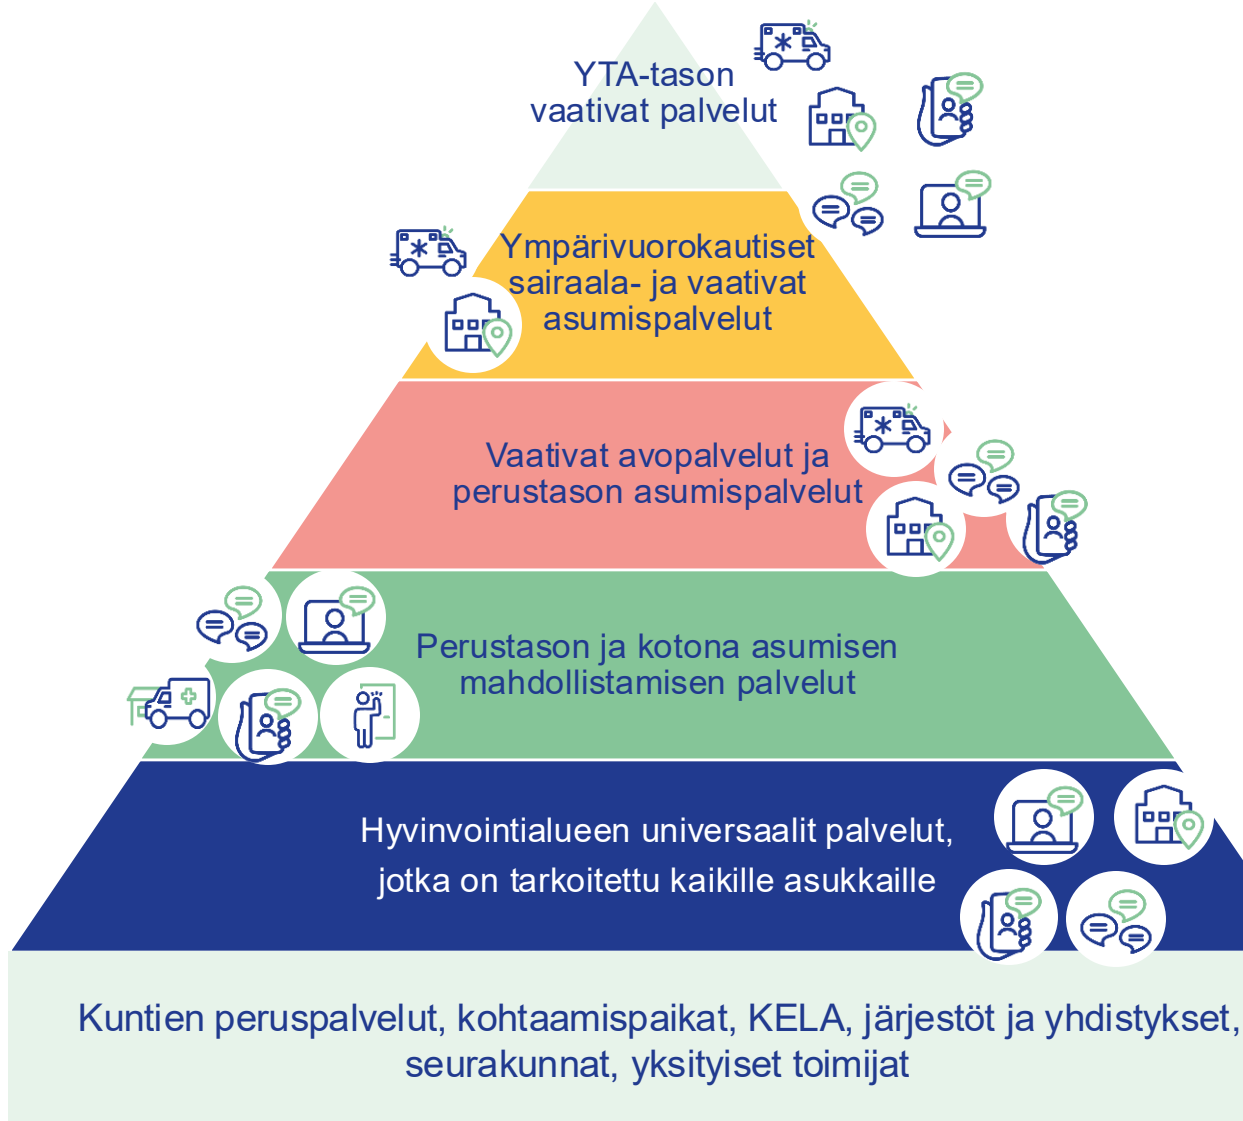 YTA-tason
vaativat palvelut
Ympärivuorokautiset
sairaala- ja vaativat
asumispalvelut
Vaativat avopalvelut ja
perustason asumispalvelut
Perustason ja kotona asumisen
mahdollistamisen palvelut
Hyvinvointialueen universaalit palvelut,
jotka on tarkoitettu kaikille asukkaille
Kuntien peruspalvelut, kohtaamispaikat, KELA, järjestöt ja yhdistykset,
seurakunnat, yksityiset toimijat